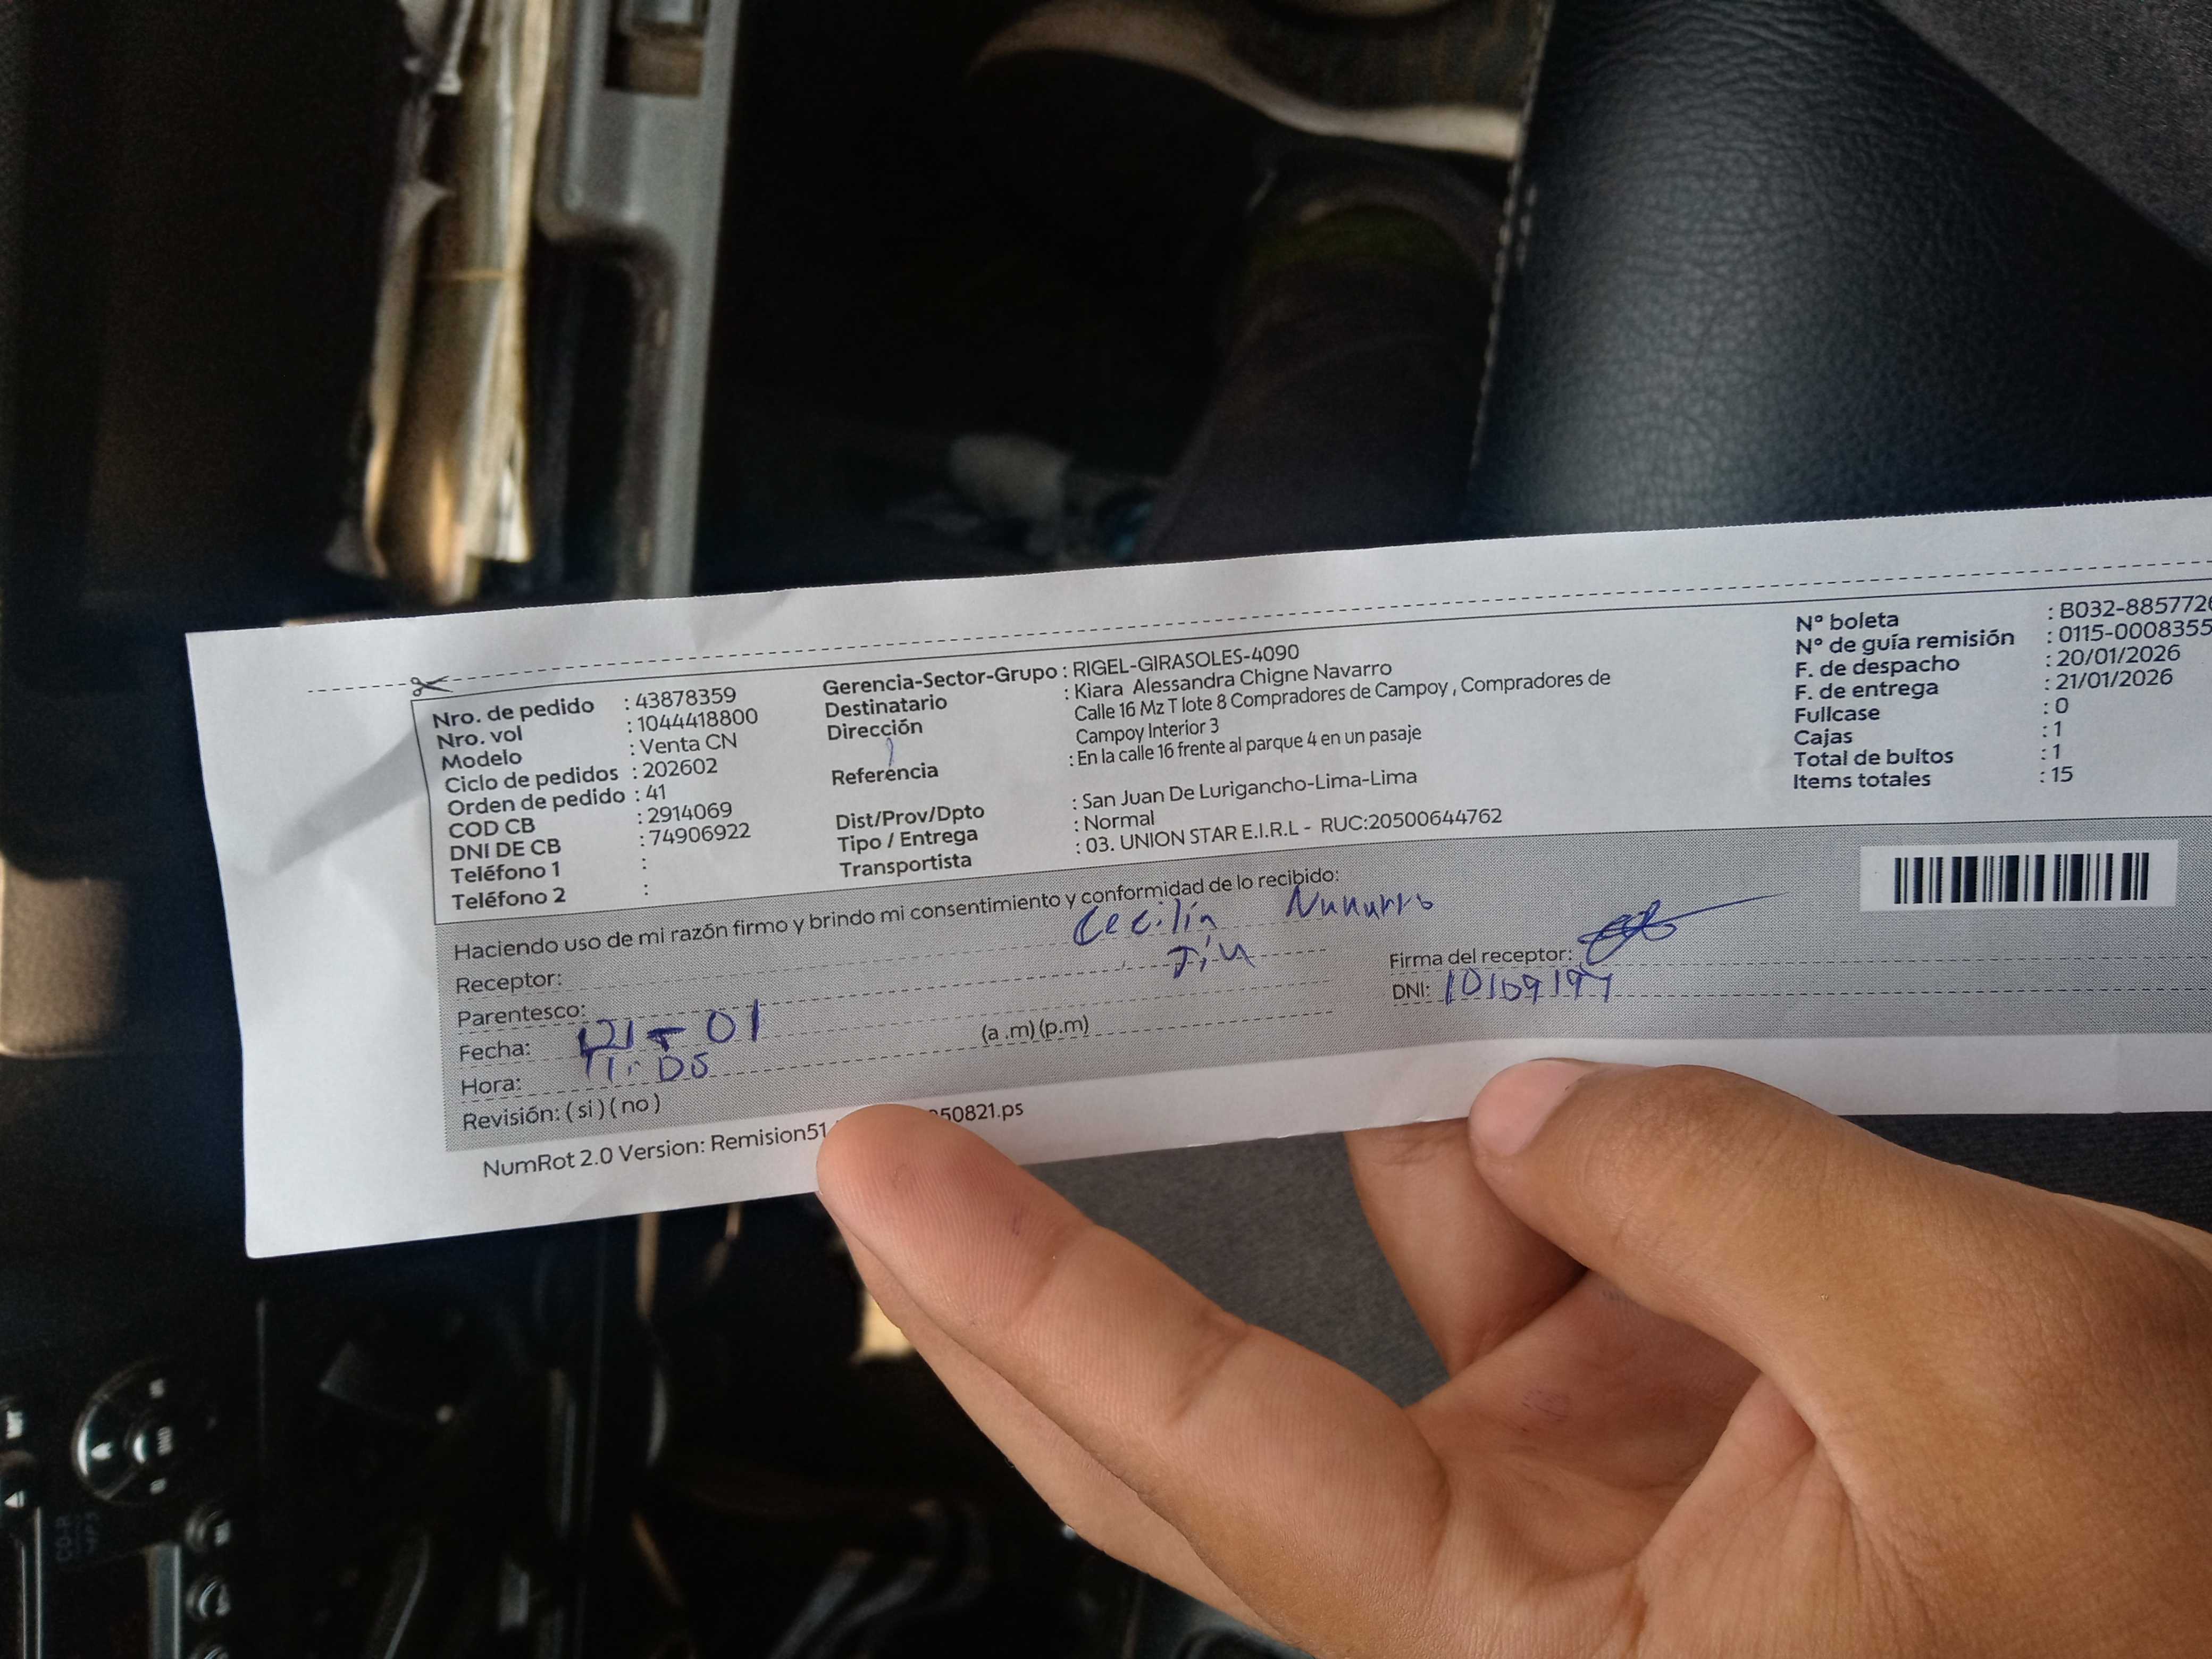 Nro. de pedido : 43878359
Nro. vol : 1044418800
Modelo : Venta CN
Ciclo de pedidos : 202602
Orden de pedido : 41
COD CB : 2914069
DNI DE CB : 74906922
Teléfono 1 :
Teléfono 2 :
Gerencia-Sector-Grupo : RIGEL-GIRASOLES-4090
Destinatario : Kiara Alessandra Chigne Navarro
Dirección Calle 16 Mz T lote 8 Compradores de Campoy , Compradores de
Campoy Interior 3
Referencia : En la calle 16 frente al parque 4 en un pasaje
Dist/Prov/Dpto : San Juan De Lurigancho-Lima-Lima
Tipo / Entrega : Normal
Transportista : 03. UNION STAR E.I.R.L - RUC:20500644762
N° boleta : B032-885772
N° de guía remisión : 0115-0008355
F. de despacho : 20/01/2026
F. de entrega : 21/01/2026
Fullcase : 0
Cajas : 1
Total de bultos : 1
Items totales : 15
Haciendo uso de mi razón firmo y brindo mi consentimiento y conformidad de lo recibido:
Receptor: Cecilia
Parentesco:
Fecha: 21-01
Hora: (a .m) (p.m)
Revisión: ( si ) ( no )
Firma del receptor:
DNI:
NumRot 2.0 Version: Remision51 50821.ps